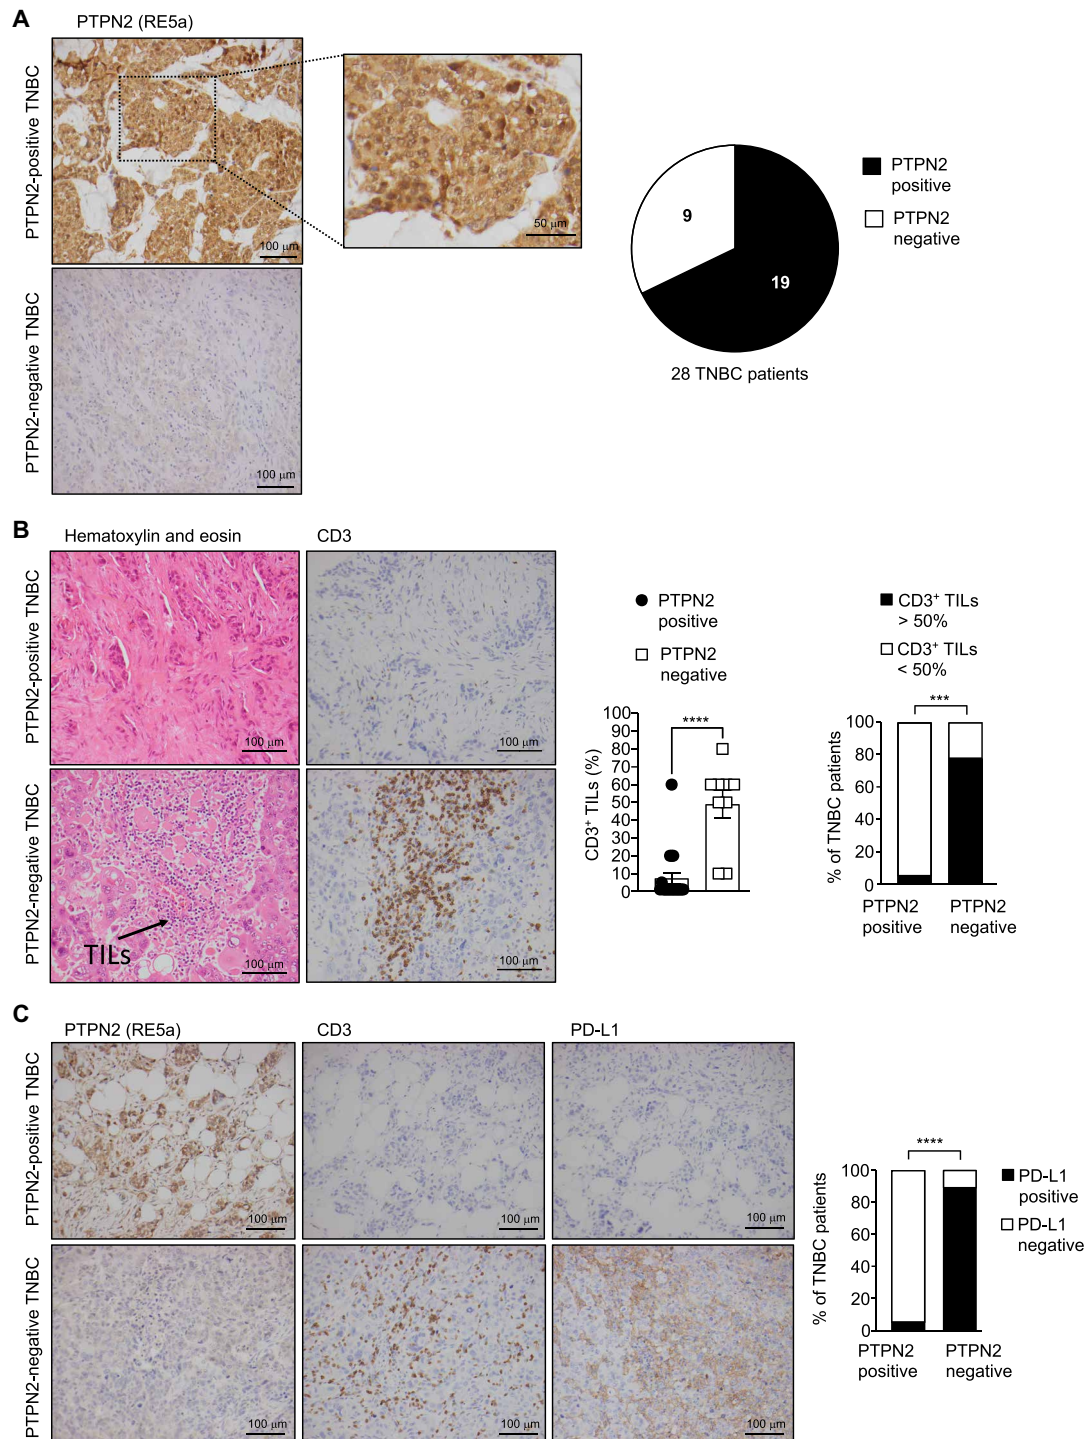 A
PTPN2 (RE5a)
PTPN2-positive TNBC
100 µm
50 µm
PTPN2-negative TNBC
100 µm
9
19
PTPN2
positive
PTPN2
negative
28 TNBC patients
B
Hematoxylin and eosin
CD3
PTPN2-positive TNBC
100 µm
100 µm
PTPN2-negative TNBC
TILs
100 µm
100 µm
PTPN2
positive
PTPN2
negative
CD3⁺ TILs (%)
100
90
80
70
60
50
40
30
20
10
0
****
CD3⁺ TILs
> 50%
CD3⁺ TILs
< 50%
***
% of TNBC patients
100
80
60
40
20
0
PTPN2
positive
PTPN2
negative
C
PTPN2 (RE5a)
CD3
PD-L1
PTPN2-positive TNBC
100 µm
100 µm
100 µm
PTPN2-negative TNBC
100 µm
100 µm
100 µm
****
% of TNBC patients
100
80
60
40
20
0
PTPN2
positive
PTPN2
negative
PD-L1
positive
PD-L1
negative